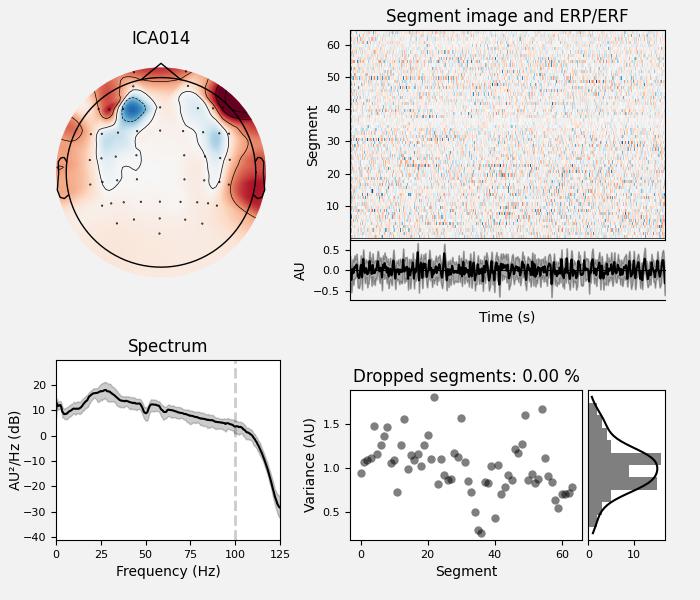 ICA014
Segment image and ERP/ERF
Segment
60
50
40
30
20
10
AU
0.5
0.0
−0.5
Time (s)
Spectrum
AU²/Hz (dB)
20
10
0
−10
−20
−30
−40
0 25 50 75 100 125
Frequency (Hz)
Dropped segments: 0.00 %
Variance (AU)
1.5
1.0
0.5
0 20 40 60
Segment
0 10